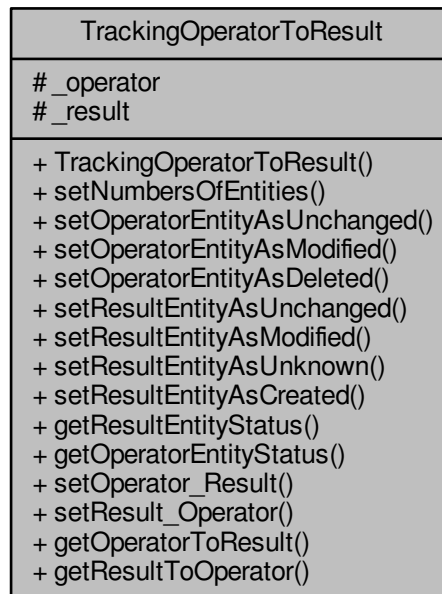 TrackingOperatorToResult
# _operator
# _result
+ TrackingOperatorToResult()
+ setNumbersOfEntities()
+ setOperatorEntityAsUnchanged()
+ setOperatorEntityAsModified()
+ setOperatorEntityAsDeleted()
+ setResultEntityAsUnchanged()
+ setResultEntityAsModified()
+ setResultEntityAsUnknown()
+ setResultEntityAsCreated()
+ getResultEntityStatus()
+ getOperatorEntityStatus()
+ setOperator_Result()
+ setResult_Operator()
+ getOperatorToResult()
+ getResultToOperator()